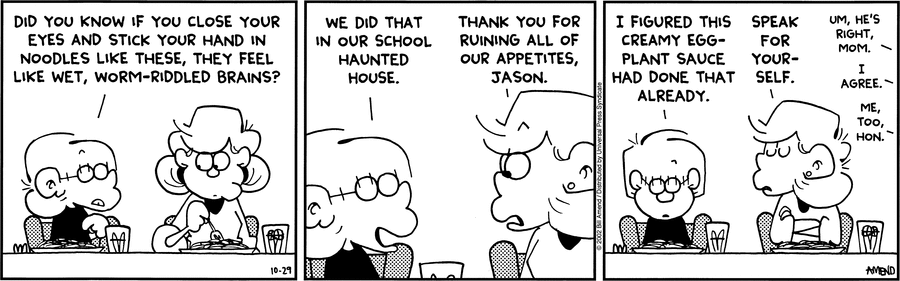 DID YOU KNOW IF YOU CLOSE YOUR
EYES AND STICK YOUR HAND IN
NOODLES LIKE THESE, THEY FEEL
LIKE WET, WORM-RIDDLED BRAINS?
10-29
WE DID THAT
IN OUR SCHOOL
HAUNTED
HOUSE.
THANK YOU FOR
RUINING ALL OF
OUR APPETITES,
JASON.
I FIGURED THIS
CREAMY EGG-
PLANT SAUCE
HAD DONE THAT
ALREADY.
SPEAK
FOR
YOUR-
SELF.
UM, HE'S
RIGHT,
MOM.
I
AGREE.
ME,
TOO,
HON.
AMEND